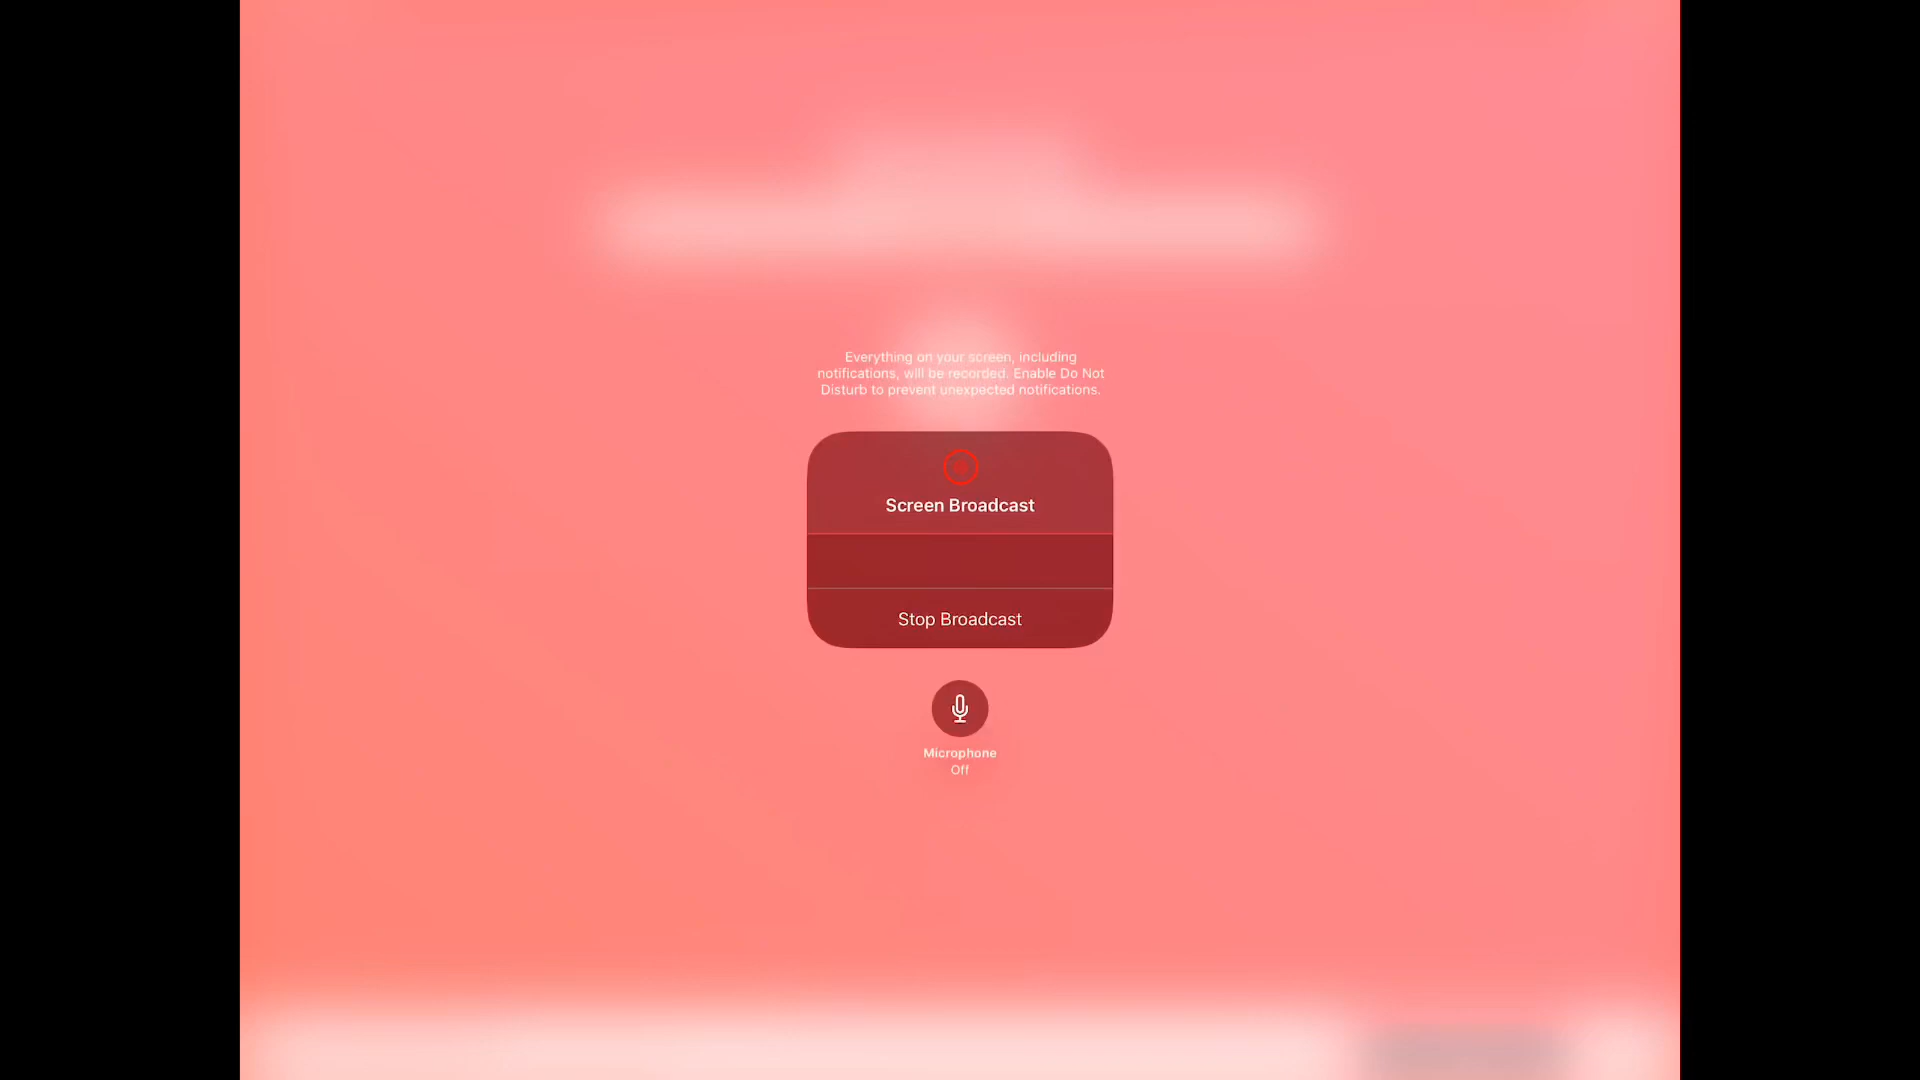 Everything on your screen, including
notifications, will be recorded. Enable Do Not
Disturb to prevent unexpected notifications.
Screen Broadcast
Stop Broadcast
Microphone
Off